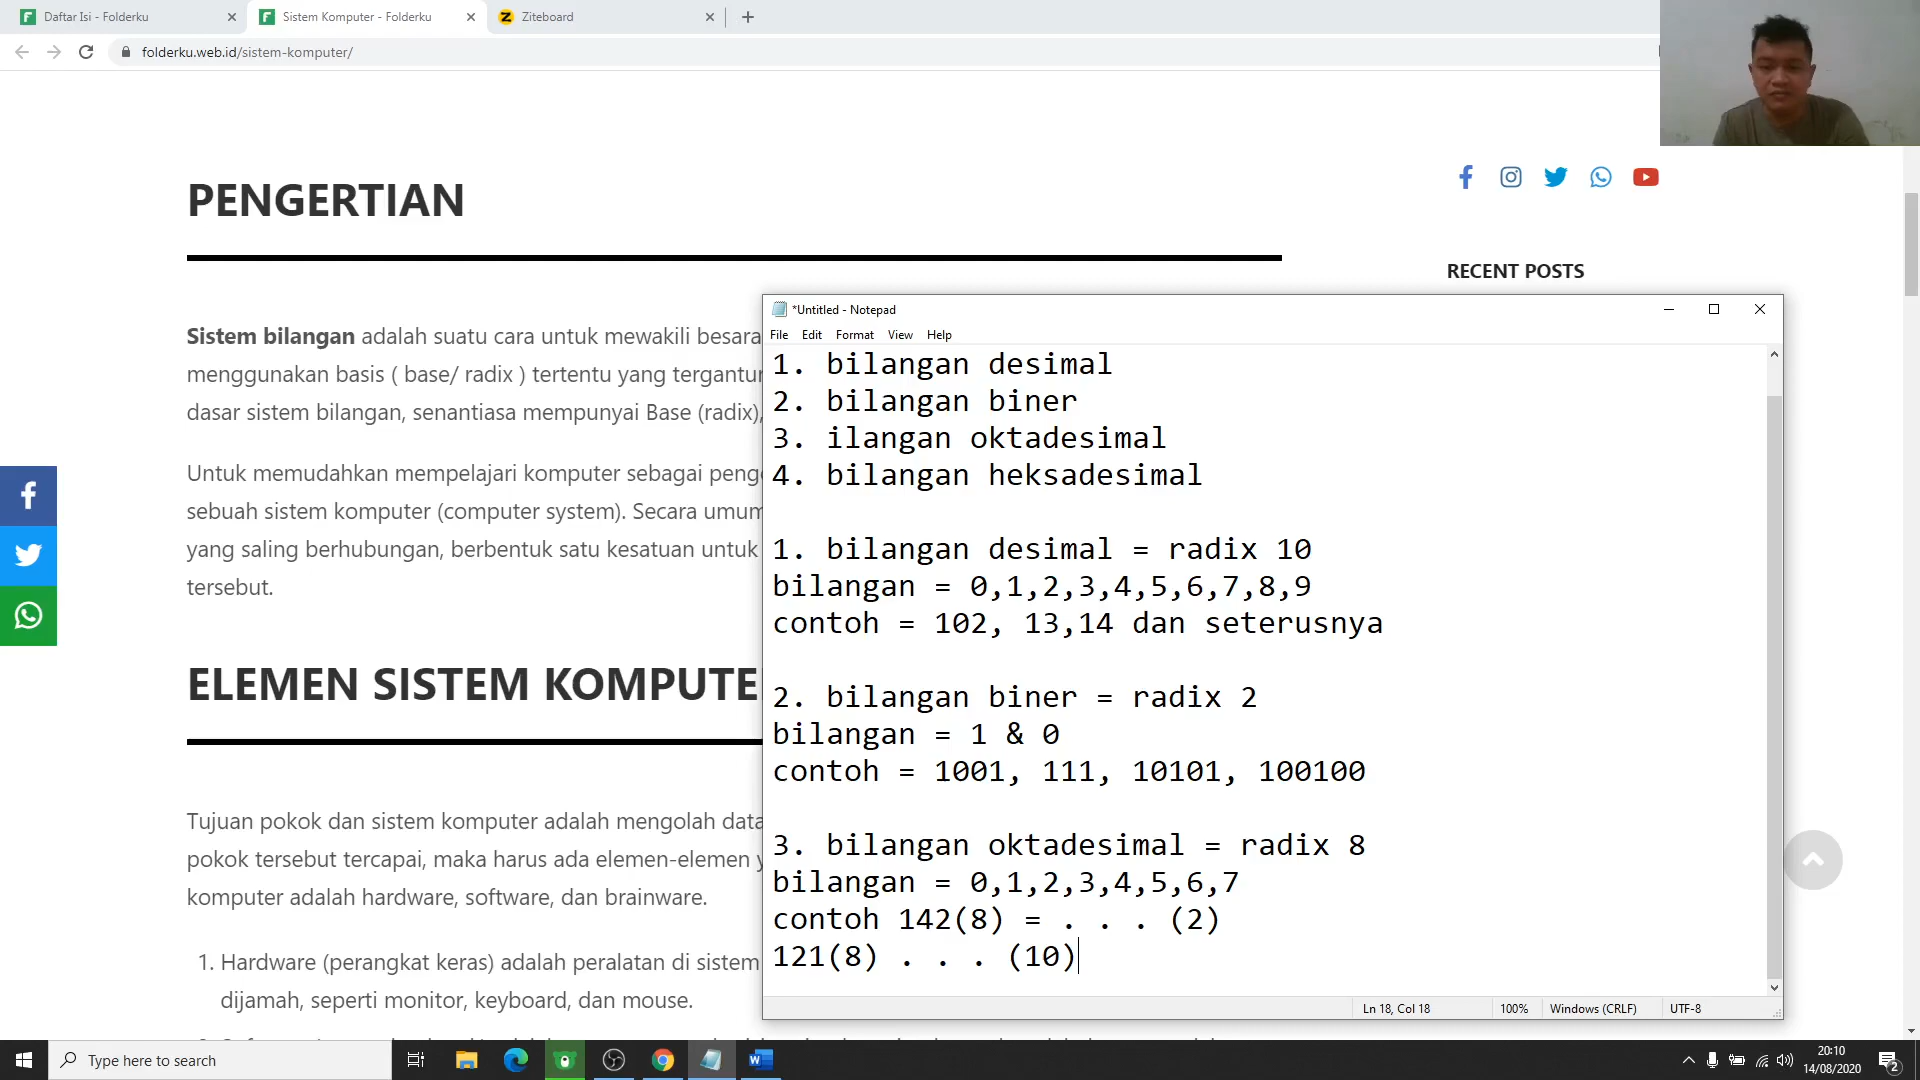 Daftar Isi - Folderku
Sistem Komputer - Folderku
Ziteboard
folderku.web.id/sistem-komputer/
PENGERTIAN
RECENT POSTS
Sistem bilangan adalah suatu cara untuk mewakili besara
menggunakan basis ( base/ radix ) tertentu yang tergantun
dasar sistem bilangan, senantiasa mempunyai Base (radix),
Untuk memudahkan mempelajari komputer sebagai peng
sebuah sistem komputer (computer system). Secara umum
yang saling berhubungan, berbentuk satu kesatuan untuk
tersebut.
ELEMEN SISTEM KOMPUTE
Tujuan pokok dan sistem komputer adalah mengolah data
pokok tersebut tercapai, maka harus ada elemen-elemen y
komputer adalah hardware, software, dan brainware.
1. Hardware (perangkat keras) adalah peralatan di sistem
dijamah, seperti monitor, keyboard, dan mouse.
*Untitled - Notepad
File Edit Format View Help
1. bilangan desimal
2. bilangan biner
3. ilangan oktadesimal
4. bilangan heksadesimal
1. bilangan desimal = radix 10
bilangan = 0,1,2,3,4,5,6,7,8,9
contoh = 102, 13,14 dan seterusnya
2. bilangan biner = radix 2
bilangan = 1 & 0
contoh = 1001, 111, 10101, 100100
3. bilangan oktadesimal = radix 8
bilangan = 0,1,2,3,4,5,6,7
contoh 142(8) = . . . (2)
121(8) . . . (10)
Ln 18, Col 18 100% Windows (CRLF) UTF-8
Type here to search
20:10
14/08/2020
2